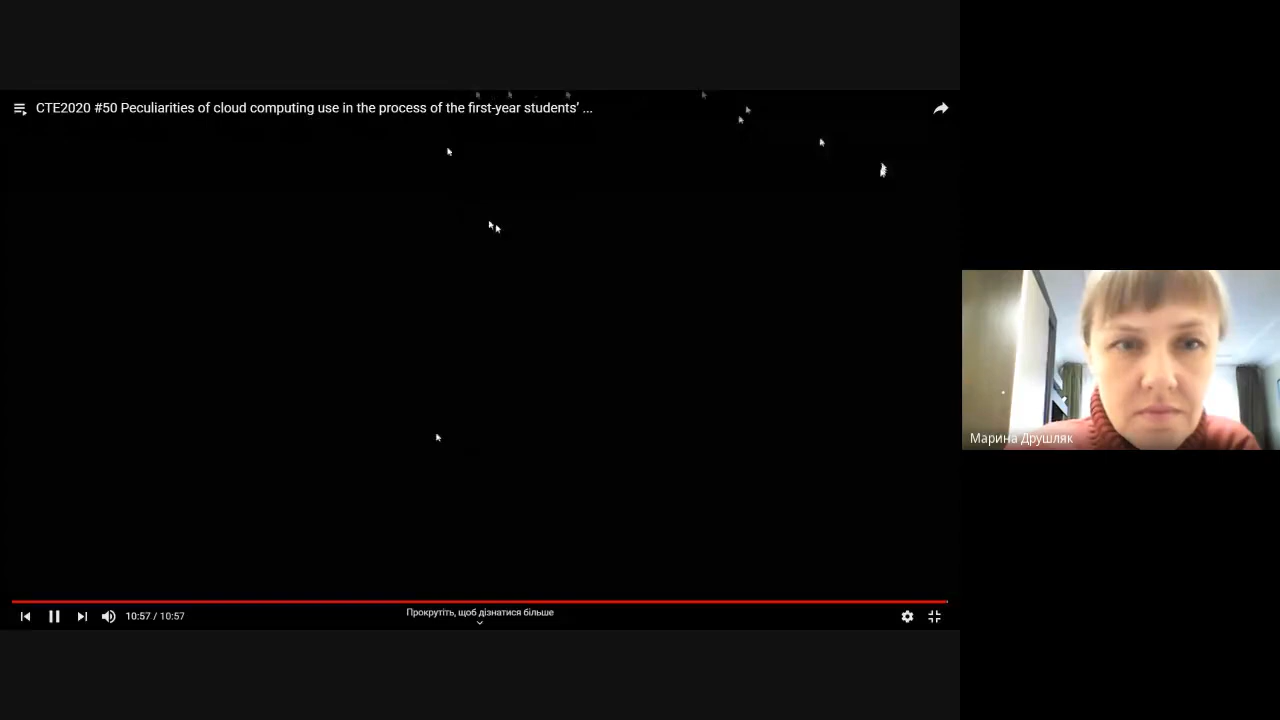 CTE2020 #50 Peculiarities of cloud computing use in the process of the first-year students’ ...
Марина Друшляк
10:57 / 10:57
Прокрутіть, щоб дізнатися більше